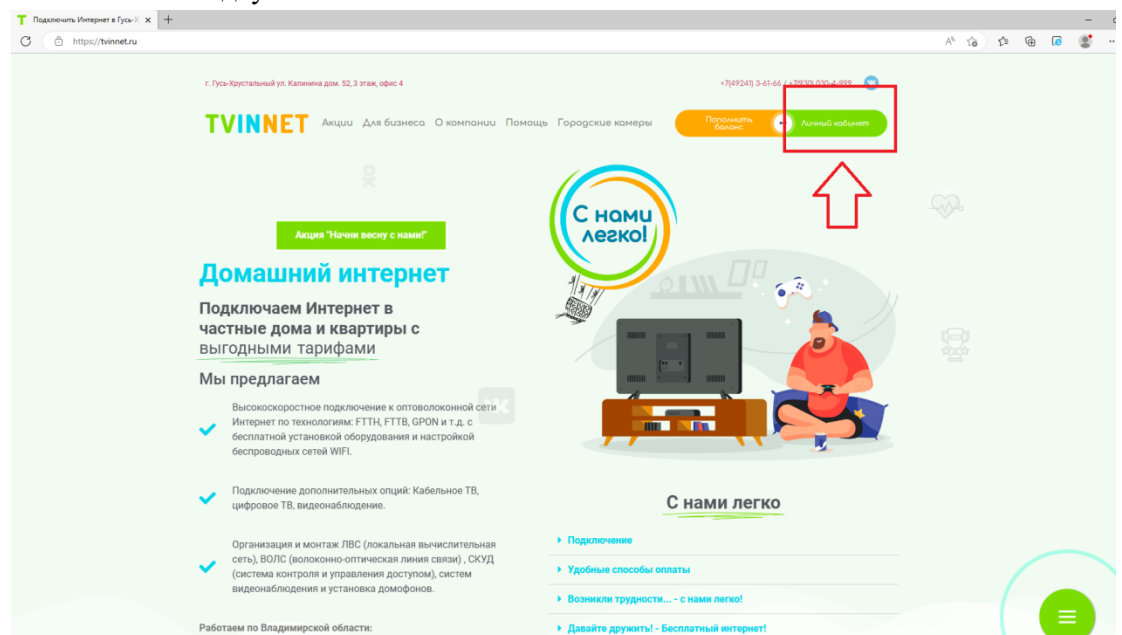 Подключить Интернет в Гусь-Х
https://tvinnet.ru
г. Гусь-Хрустальный ул. Калинина дом. 52, 3 этаж, офис 4
+7(49241) 3-61-66 / +7(930) 030-4-999
TVINNET
Акции Для бизнеса О компании Помощь Городские камеры
Пополнить
баланс
Личный кабинет
С нами
легко!
Акция "Начни весну с нами!"
Домашний интернет
Подключаем Интернет в
частные дома и квартиры с
выгодными тарифами
Мы предлагаем
Высокоскоростное подключение к оптоволоконной сети
Интернет по технологиям: FTTH, FTTB, GPON и т.д. с
бесплатной установкой оборудования и настройкой
беспроводных сетей WIFI.
Подключение дополнительных опций: Кабельное ТВ,
цифровое ТВ, видеонаблюдение.
Организация и монтаж ЛВС (локальная вычислительная
сеть), ВОЛС (волоконно-оптическая линия связи) , СКУД
(система контроля и управления доступом), систем
видеонаблюдения и установка домофонов.
Работаем по Владимирской области:
С нами легко
Подключение
Удобные способы оплаты
Возникли трудности... - с нами легко!
Давайте дружить! - Бесплатный интернет!